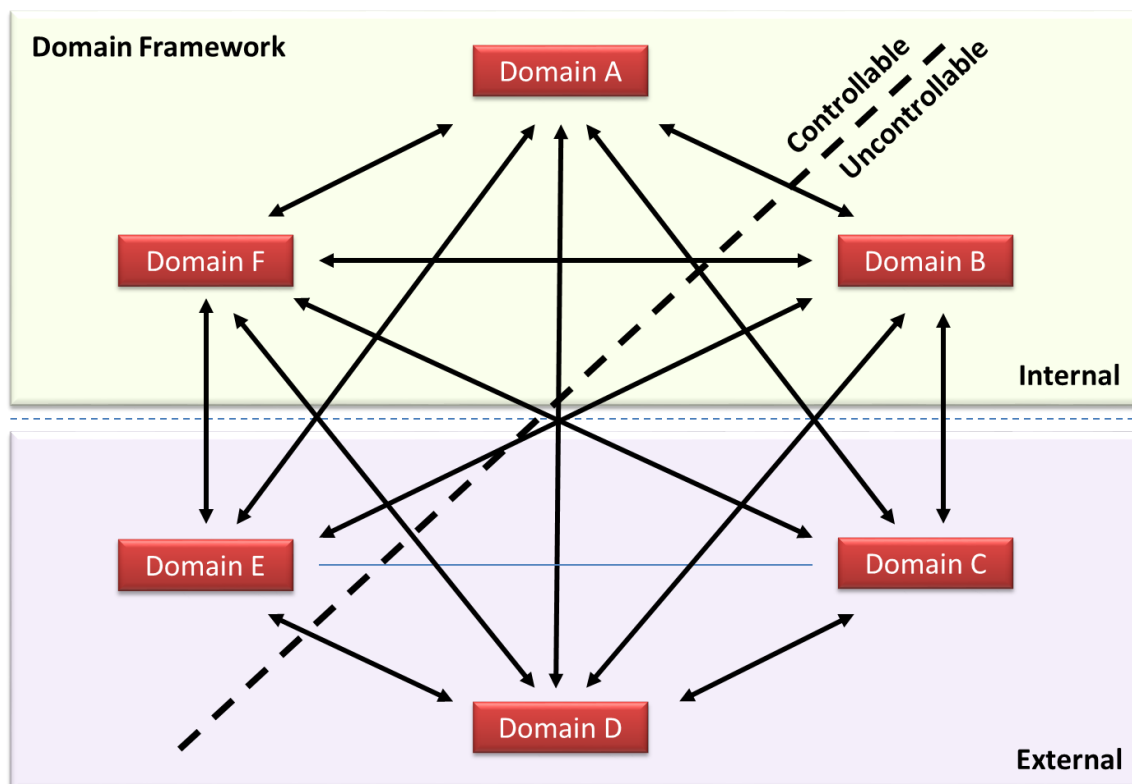 Domain Framework
Domain A
Controllable
Uncontrollable
Domain F
Domain B
Internal
Domain E
Domain C
Domain D
External